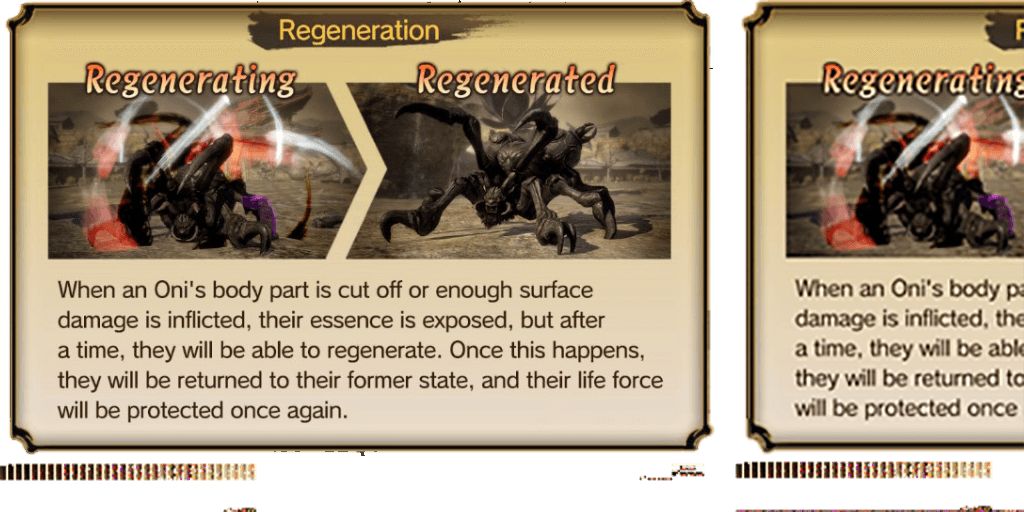 Regeneration
Regenerating
Regenerated
When an Oni's body part is cut off or enough surface
damage is inflicted, their essence is exposed, but after
a time, they will be able to regenerate. Once this happens,
they will be returned to their former state, and their life force
will be protected once again.
Regenerating
When an Oni's body pa
damage is inflicted, the
a time, they will be able
they will be returned to
will be protected once